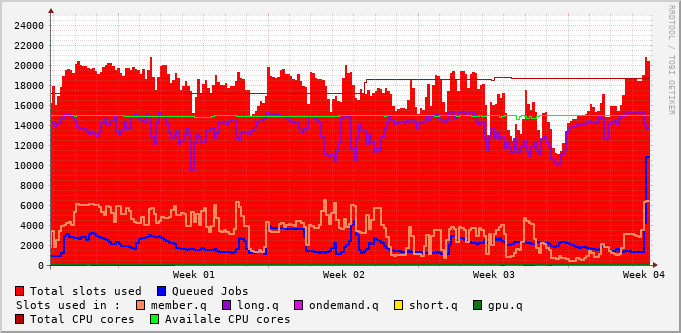 24000
22000
20000
18000
16000
14000
12000
10000
8000
6000
4000
2000
0
Week 01 Week 02 Week 03 Week 04
Total slots used Queued Jobs
Slots used in : member.q long.q ondemand.q short.q gpu.q
Total CPU cores Availale CPU cores
RRDTOOL / TOBI OETIKER